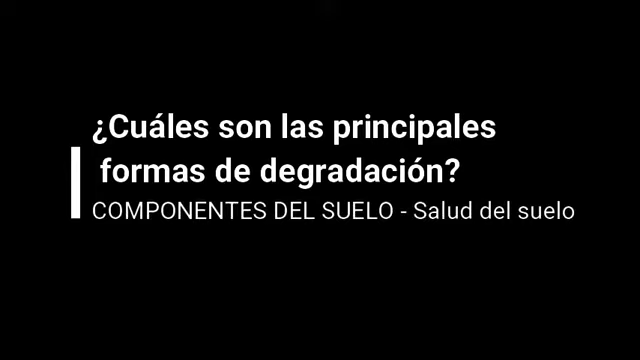 ¿Cuáles son las principales
formas de degradación?
COMPONENTES DEL SUELO - Salud del suelo